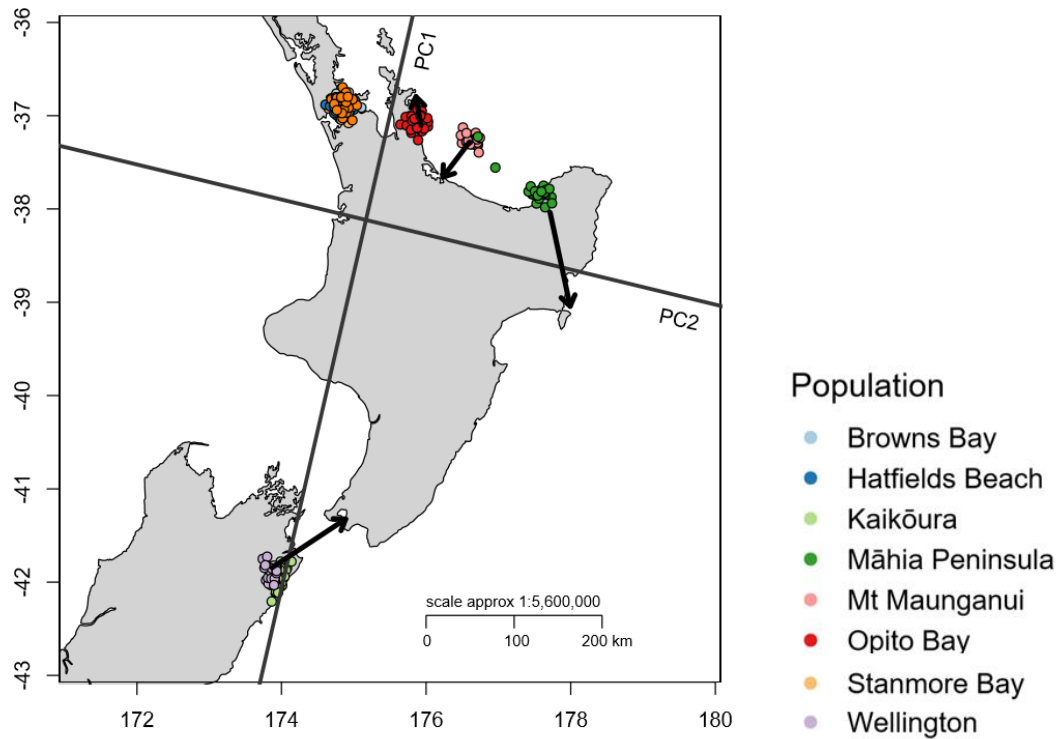 -36
-37
-38
-39
-40
-41
-42
-43
PC1
PC2
scale approx 1:5,600,000
0 100 200 km
172 174 176 178 180
Population
Browns Bay
Hatfields Beach
Kaikōura
Māhia Peninsula
Mt Maunganui
Opito Bay
Stanmore Bay
Wellington